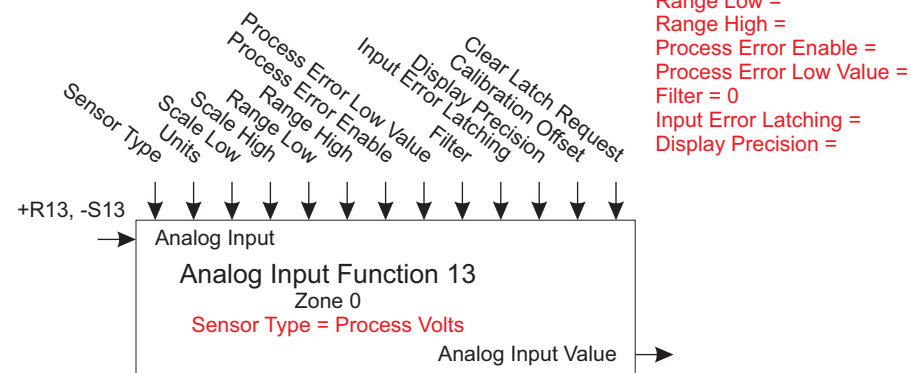 Range Low =
Range High =
Process Error Enable =
Process Error Low Value =
Filter = 0
Input Error Latching =
Display Precision =
Sensor Type
Units
Scale Low
Scale High
Range Low
Range High
Process Error Enable
Process Error Low Value
Filter
Input Error Latching
Display Precision
Calibration Offset
Clear Latch Request
+R13, -S13
Analog Input
Analog Input Function 13
Zone 0
Sensor Type = Process Volts
Analog Input Value